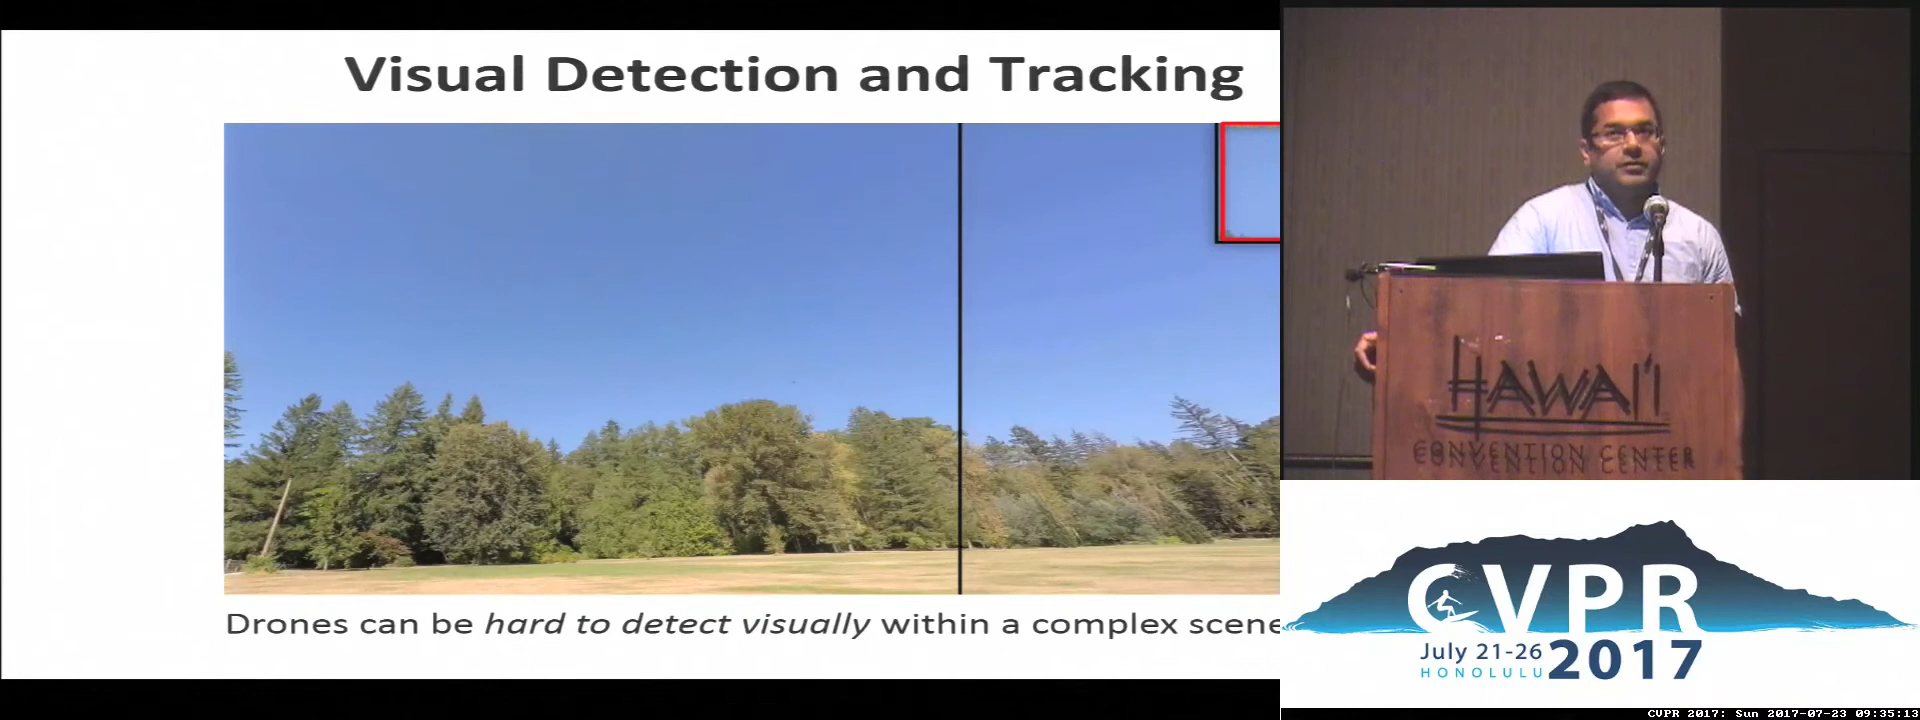 Visual Detection and Tracking
Drones can be hard to detect visually within a complex scene
HAWAI'I
CONVENTION CENTER
CVPR
July 21-26
HONOLULU
2017
CVPR 2017: Sun 2017-07-23 09:35:13